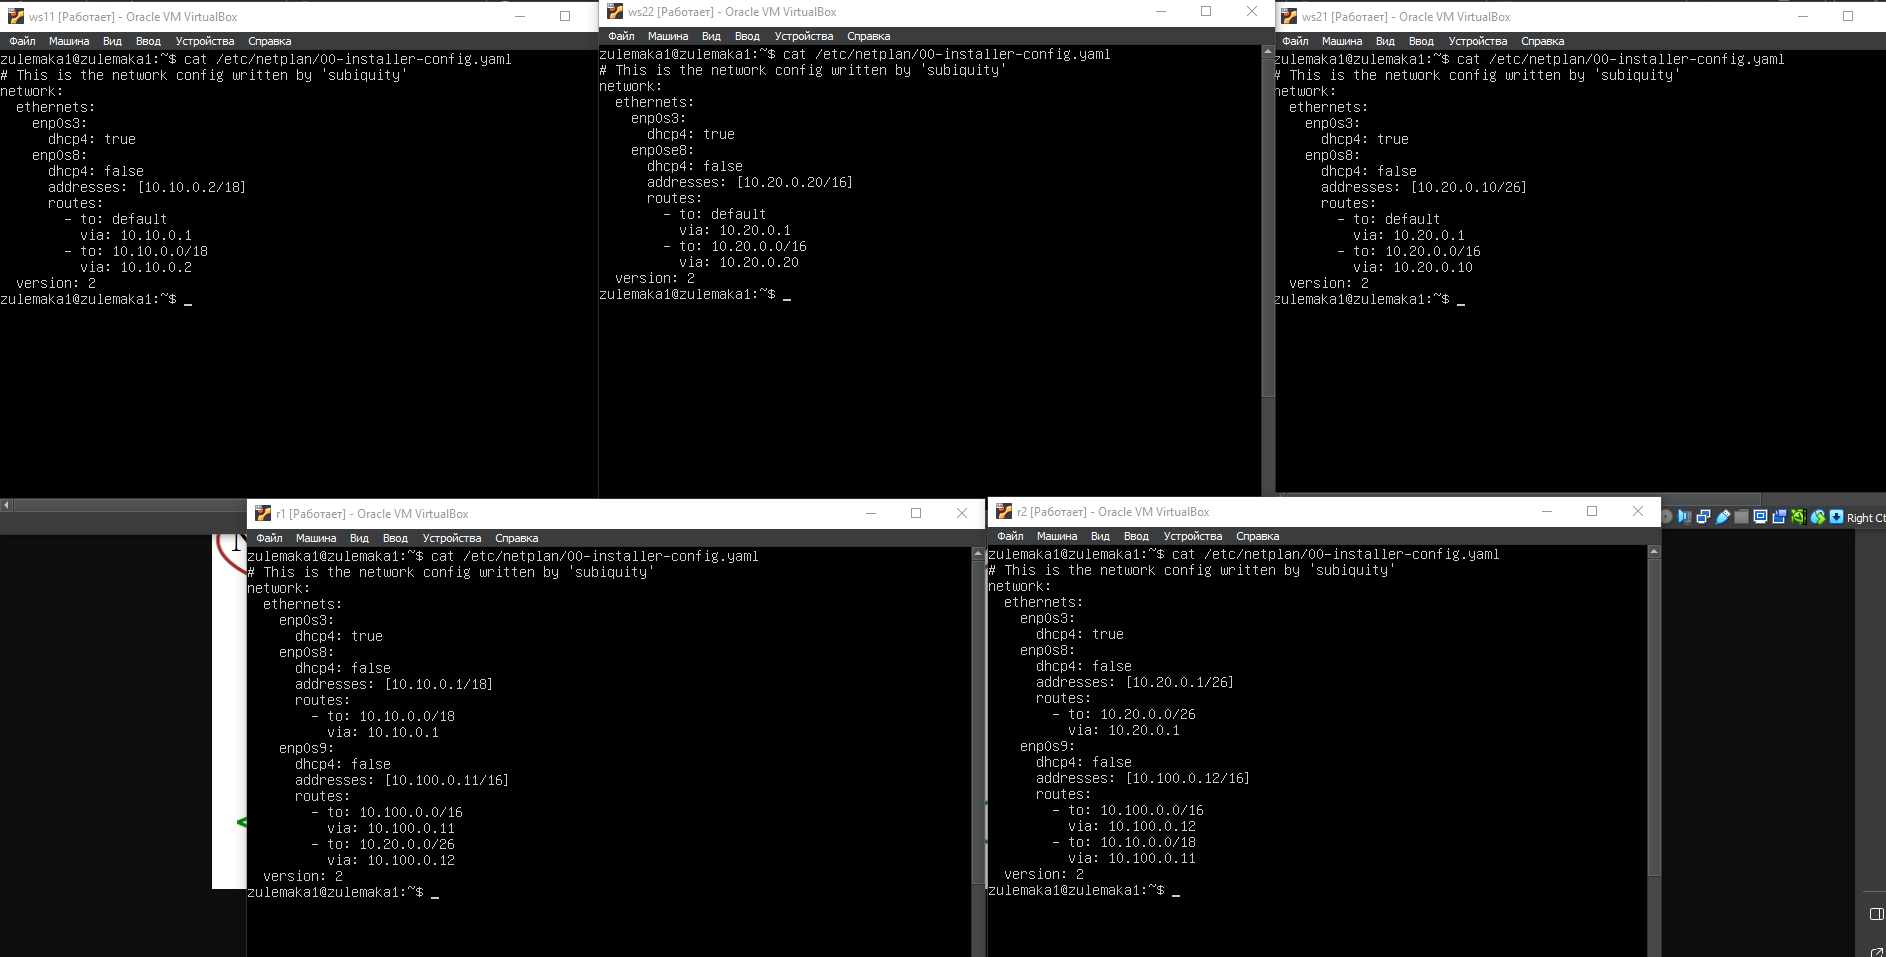 ws11 [Работает] - Oracle VM VirtualBox
Файл Машина Вид Ввод Устройства Справка
zulemaka1@zulemaka1:~$ cat /etc/netplan/00-installer-config.yaml
# This is the network config written by 'subiquity'
network:
  ethernets:
    enp0s3:
      dhcp4: true
    enp0s8:
      dhcp4: false
      addresses: [10.10.0.2/18]
      routes:
        - to: default
          via: 10.10.0.1
        - to: 10.10.0.0/18
          via: 10.10.0.2
  version: 2
zulemaka1@zulemaka1:~$ _
ws22 [Работает] - Oracle VM VirtualBox
Файл Машина Вид Ввод Устройства Справка
zulemaka1@zulemaka1:~$ cat /etc/netplan/00-installer-config.yaml
# This is the network config written by 'subiquity'
network:
  ethernets:
    enp0s3:
      dhcp4: true
    enp0se8:
      dhcp4: false
      addresses: [10.20.0.20/16]
      routes:
        - to: default
          via: 10.20.0.1
        - to: 10.20.0.0/16
          via: 10.20.0.20
  version: 2
zulemaka1@zulemaka1:~$ _
ws21 [Работает] - Oracle VM VirtualBox
Файл Машина Вид Ввод Устройства Справка
zulemaka1@zulemaka1:~$ cat /etc/netplan/00-installer-config.yaml
# This is the network config written by 'subiquity'
network:
  ethernets:
    enp0s3:
      dhcp4: true
    enp0s8:
      dhcp4: false
      addresses: [10.20.0.10/26]
      routes:
        - to: default
          via: 10.20.0.1
        - to: 10.20.0.0/16
          via: 10.20.0.10
  version: 2
zulemaka1@zulemaka1:~$ _
Right Ct
r1 [Работает] - Oracle VM VirtualBox
Файл Машина Вид Ввод Устройства Справка
zulemaka1@zulemaka1:~$ cat /etc/netplan/00-installer-config.yaml
# This is the network config written by 'subiquity'
network:
  ethernets:
    enp0s3:
      dhcp4: true
    enp0s8:
      dhcp4: false
      addresses: [10.10.0.1/18]
      routes:
        - to: 10.10.0.0/18
          via: 10.10.0.1
    enp0s9:
      dhcp4: false
      addresses: [10.100.0.11/16]
      routes:
        - to: 10.100.0.0/16
          via: 10.100.0.11
        - to: 10.20.0.0/26
          via: 10.100.0.12
  version: 2
zulemaka1@zulemaka1:~$ _
r2 [Работает] - Oracle VM VirtualBox
Файл Машина Вид Ввод Устройства Справка
zulemaka1@zulemaka1:~$ cat /etc/netplan/00-installer-config.yaml
# This is the network config written by 'subiquity'
network:
  ethernets:
    enp0s3:
      dhcp4: true
    enp0s8:
      dhcp4: false
      addresses: [10.20.0.1/26]
      routes:
        - to: 10.20.0.0/26
          via: 10.20.0.1
    enp0s9:
      dhcp4: false
      addresses: [10.100.0.12/16]
      routes:
        - to: 10.100.0.0/16
          via: 10.100.0.12
        - to: 10.10.0.0/18
          via: 10.100.0.11
  version: 2
zulemaka1@zulemaka1:~$ _